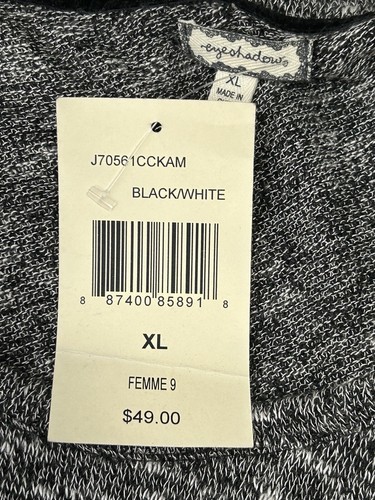 eyeshadow
XL
MADE IN
J70561CCKAM
BLACK/WHITE
8 87400 85891 8
XL
FEMME 9
$49.00